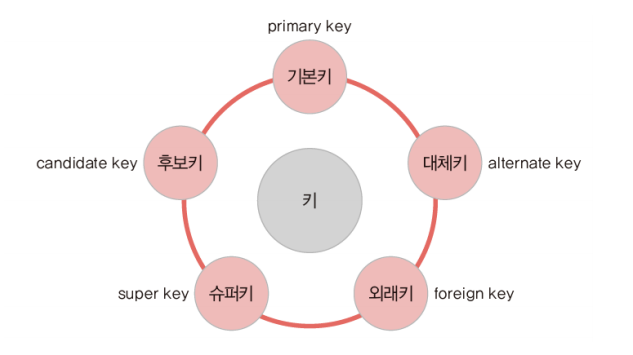 primary key
기본키
candidate key
후보키
대체키
alternate key
키
super key
슈퍼키
외래키
foreign key